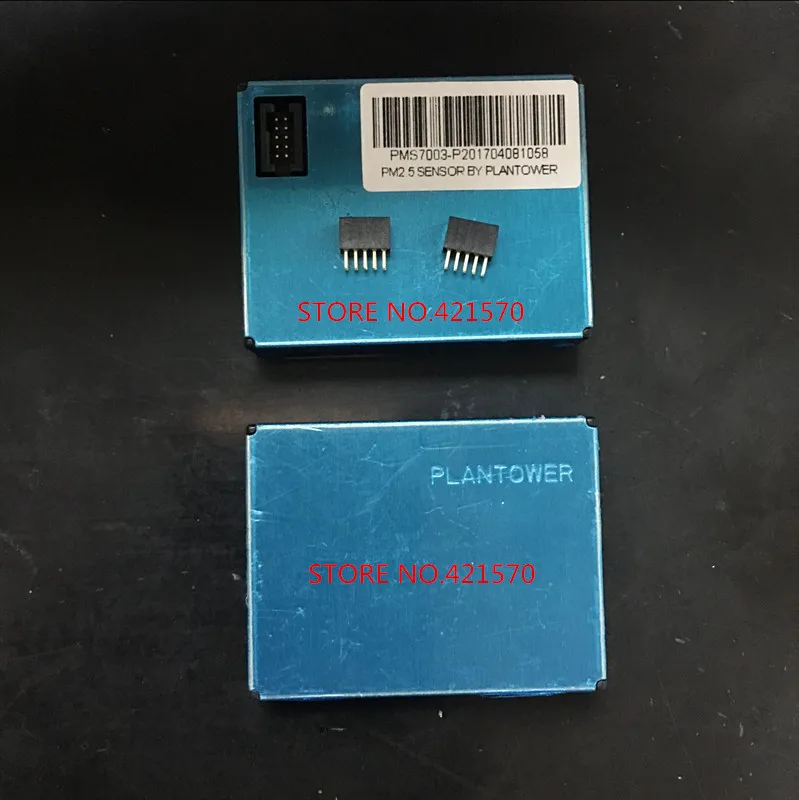 PMS7003-P201704081058
PM2.5 SENSOR BY PLANTOWER
STORE NO.421570
PLANTOWER
STORE NO.421570